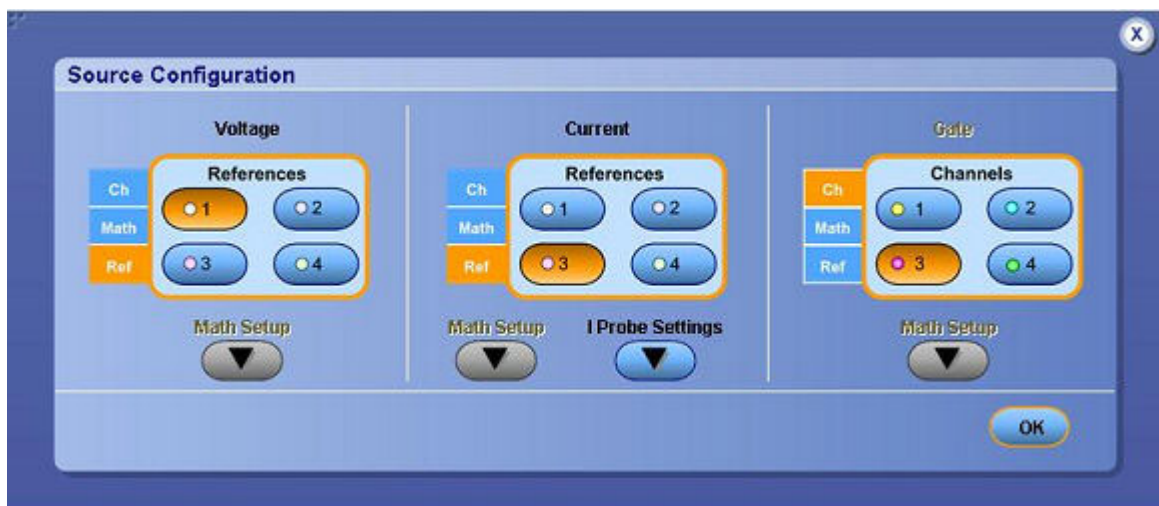 X
Source Configuration
Voltage
Ch
Math
Ref
References
1
2
3
4
Math Setup
Current
Ch
Math
Ref
References
1
2
3
4
Math Setup
I Probe Settings
Gate
Ch
Math
Ref
Channels
1
2
3
4
Math Setup
OK